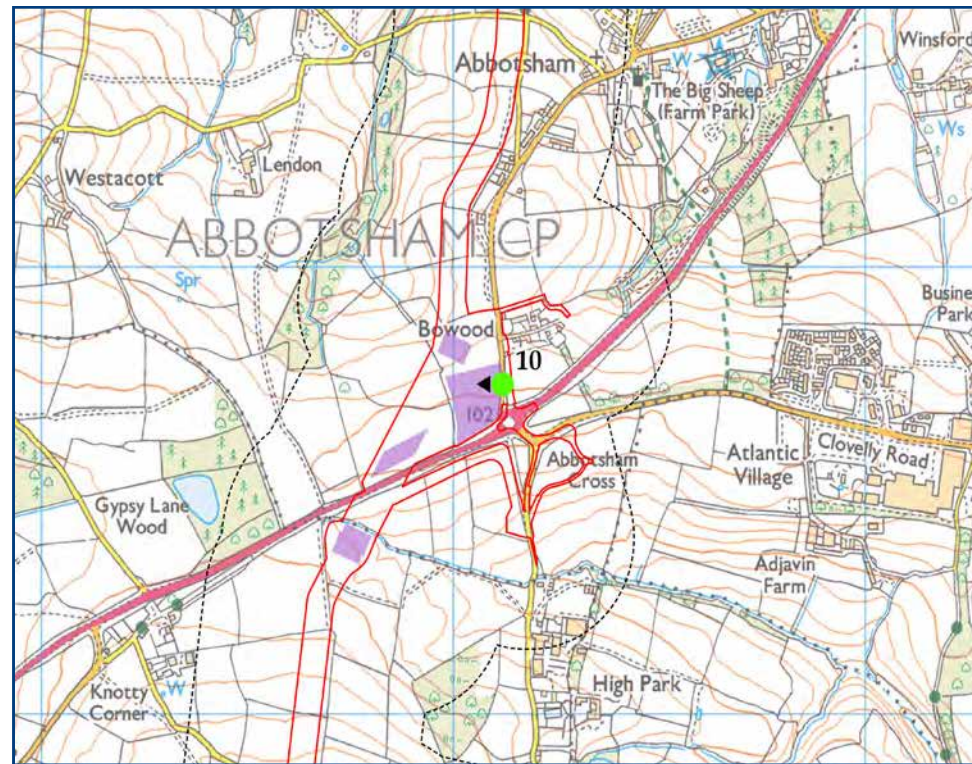 Abbotsham
W
The Big Sheep
(Farm Park)
Winsford
Ws
Lendon
Westacott
ABBOTSHAM CP
Spr
Bowood
10
102
Busine
Park
Abbotsham
Cross
Atlantic
Village
Clovelly Road
Gypsy Lane
Wood
Adjavin
Farm
Knotty
Corner
W
High Park